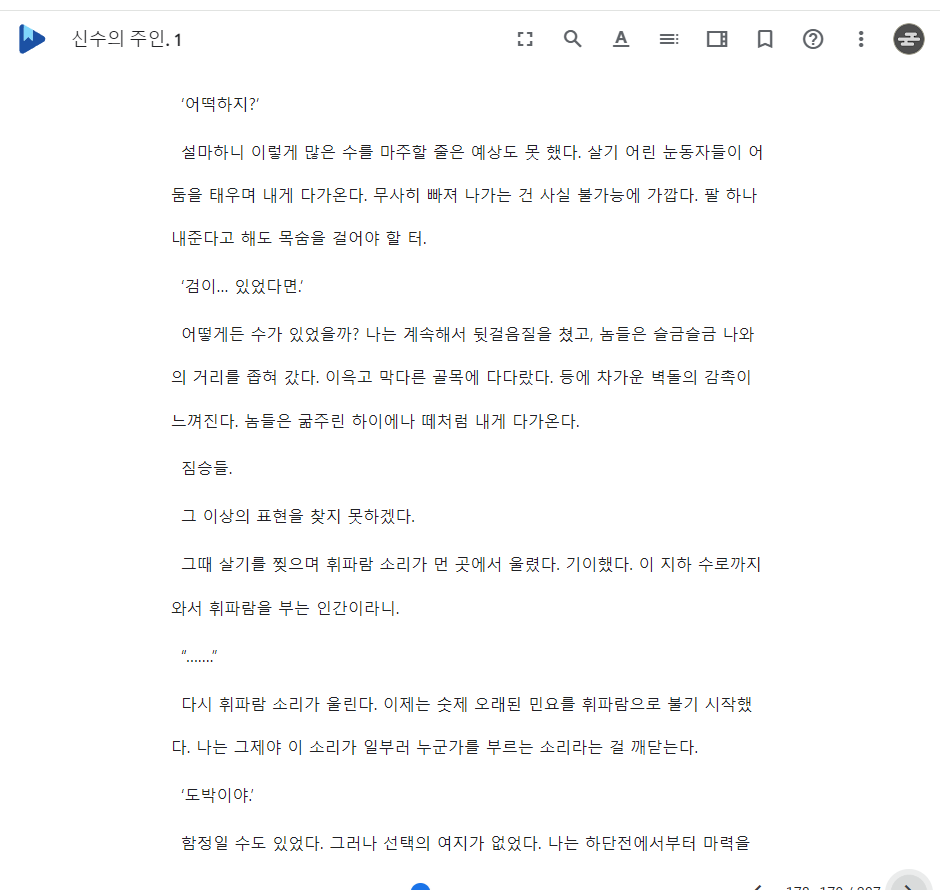 신수의 주인. 1
'어떡하지?'
설마하니 이렇게 많은 수를 마주할 줄은 예상도 못 했다. 살기 어린 눈동자들이 어
둠을 태우며 내게 다가온다. 무사히 빠져 나가는 건 사실 불가능에 가깝다. 팔 하나
내준다고 해도 목숨을 걸어야 할 터.
'검이... 있었다면.'
어떻게든 수가 있었을까? 나는 계속해서 뒷걸음질을 쳤고, 놈들은 슬금슬금 나와
의 거리를 좁혀 갔다. 이윽고 막다른 골목에 다다랐다. 등에 차가운 벽돌의 감촉이
느껴진다. 놈들은 굶주린 하이에나 떼처럼 내게 다가온다.
짐승들.
그 이상의 표현을 찾지 못하겠다.
그때 살기를 찢으며 휘파람 소리가 먼 곳에서 울렸다. 기이했다. 이 지하 수로까지
와서 휘파람을 부는 인간이라니.
"......."
다시 휘파람 소리가 울린다. 이제는 숫제 오래된 민요를 휘파람으로 불기 시작했
다. 나는 그제야 이 소리가 일부러 누군가를 부르는 소리라는 걸 깨닫는다.
'도박이야.'
함정일 수도 있었다. 그러나 선택의 여지가 없었다. 나는 하단전에서부터 마력을